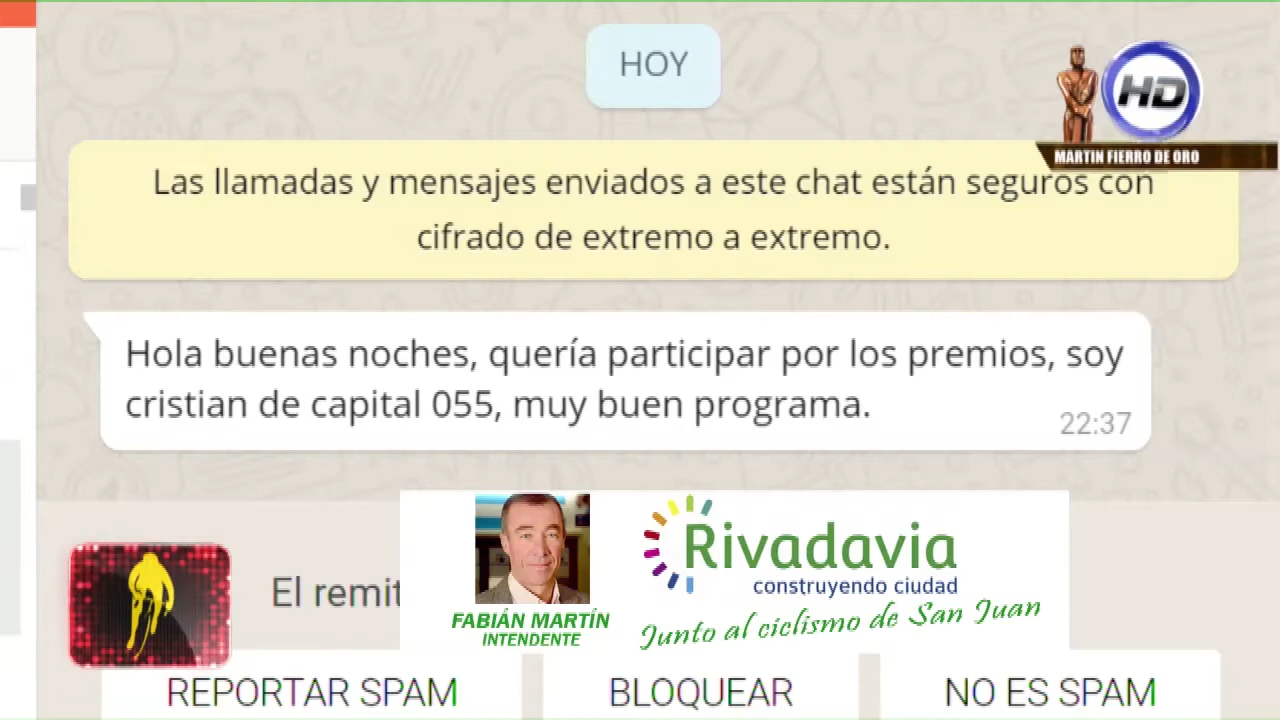 HOY
HD
MARTIN FIERRO DE ORO
Las llamadas y mensajes enviados a este chat están seguros con
cifrado de extremo a extremo.
Hola buenas noches, quería participar por los premios, soy
cristian de capital 055, muy buen programa.
22:37
El remit
FABIÁN MARTÍN
INTENDENTE
Rivadavia
construyendo ciudad
Junto al ciclismo de San Juan
REPORTAR SPAM
BLOQUEAR
NO ES SPAM